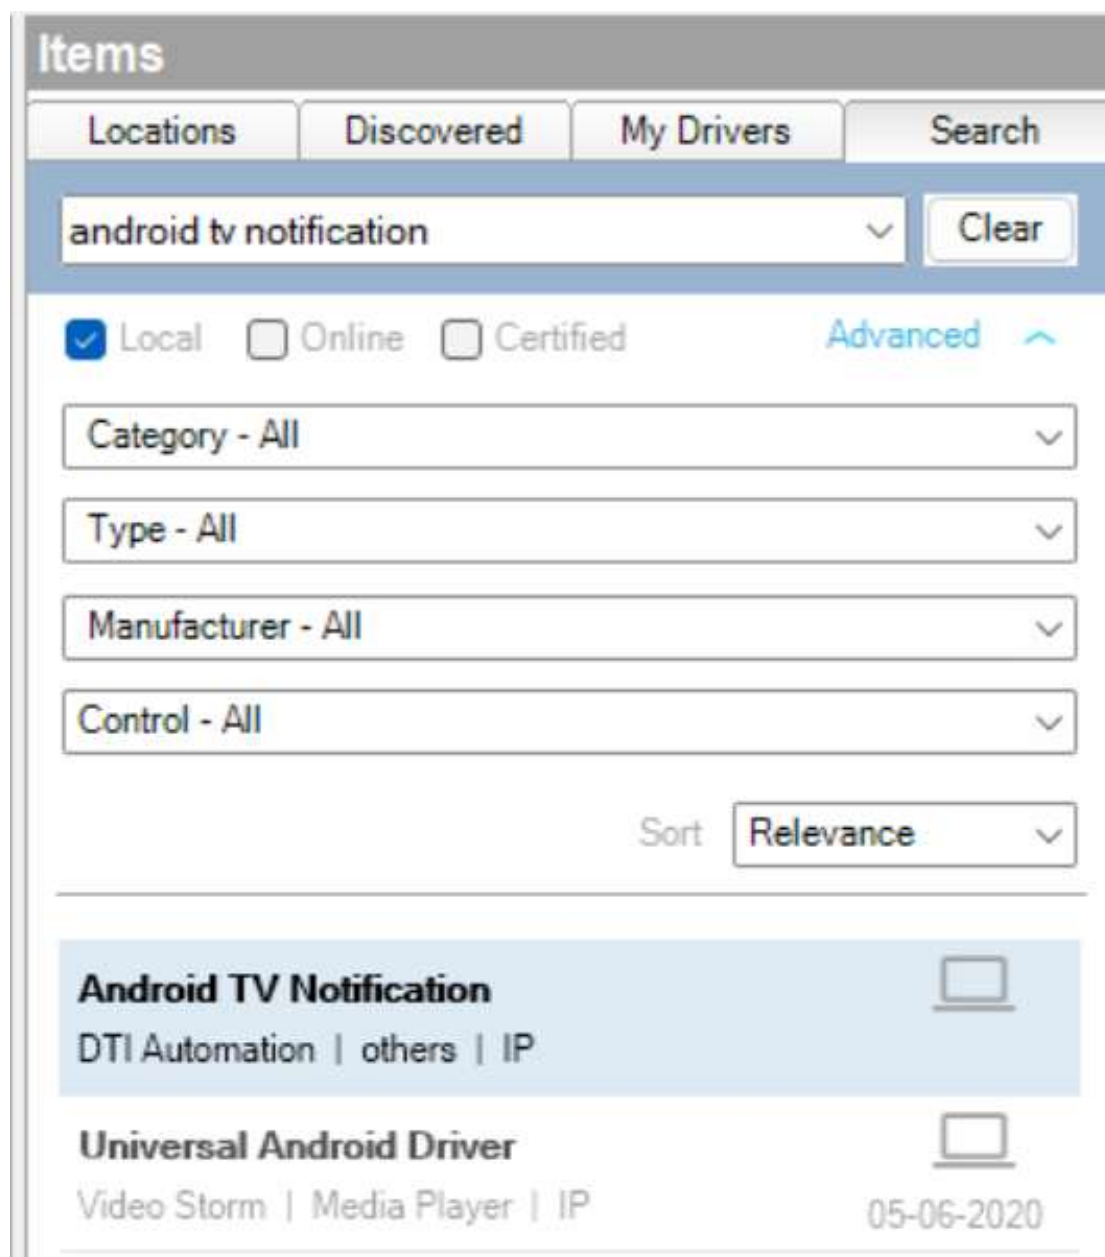 Items
Locations Discovered My Drivers Search
android tv notification Clear
Local Online Certified Advanced
Category - All
Type - All
Manufacturer - All
Control - All
Sort Relevance
Android TV Notification
DTI Automation | others | IP
Universal Android Driver
Video Storm | Media Player | IP
05-06-2020